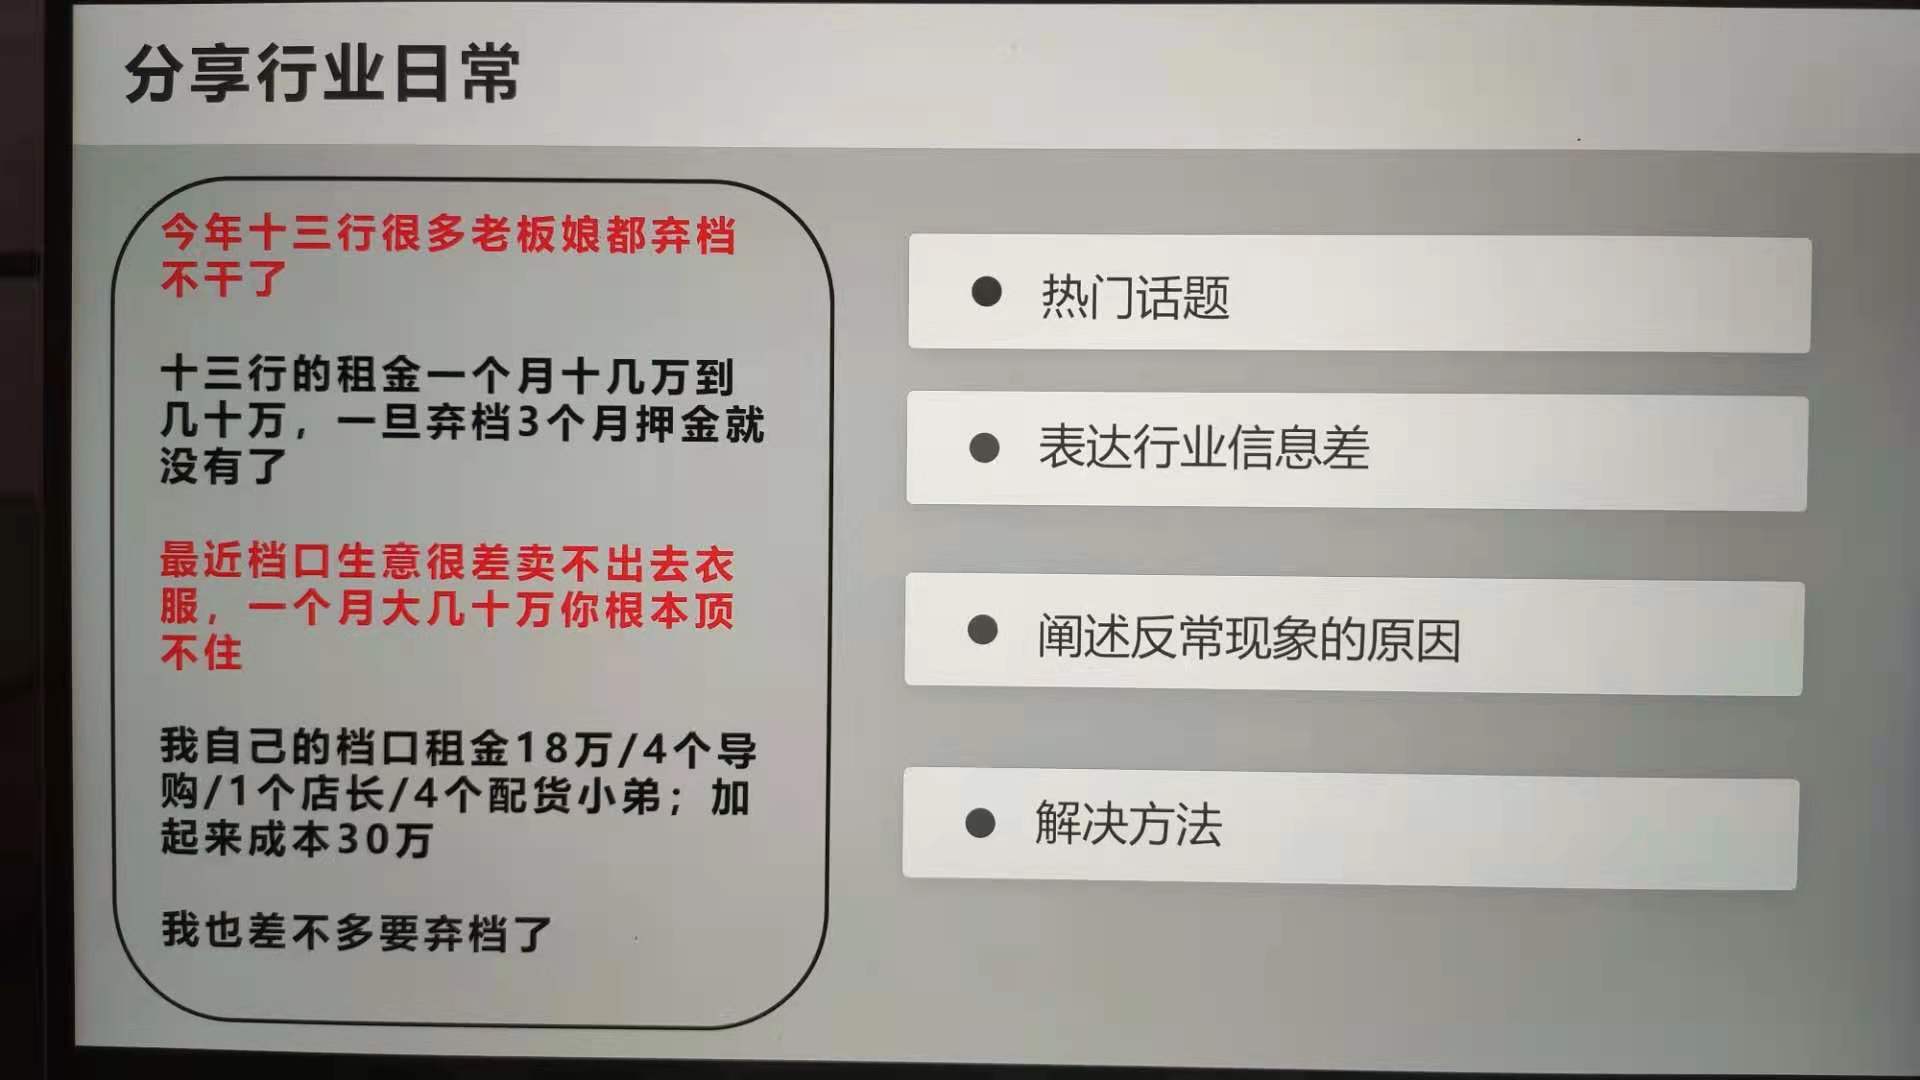 分享行业日常
今年十三行很多老板娘都弃档
不干了
十三行的租金一个月十几万到
几十万，一旦弃档3个月押金就
没有了
最近档口生意很差卖不出去衣
服，一个月大几十万你根本顶
不住
我自己的档口租金18万/4个导
购/1个店长/4个配货小弟；加
起来成本30万
我也差不多要弃档了
热门话题
表达行业信息差
阐述反常现象的原因
解决方法